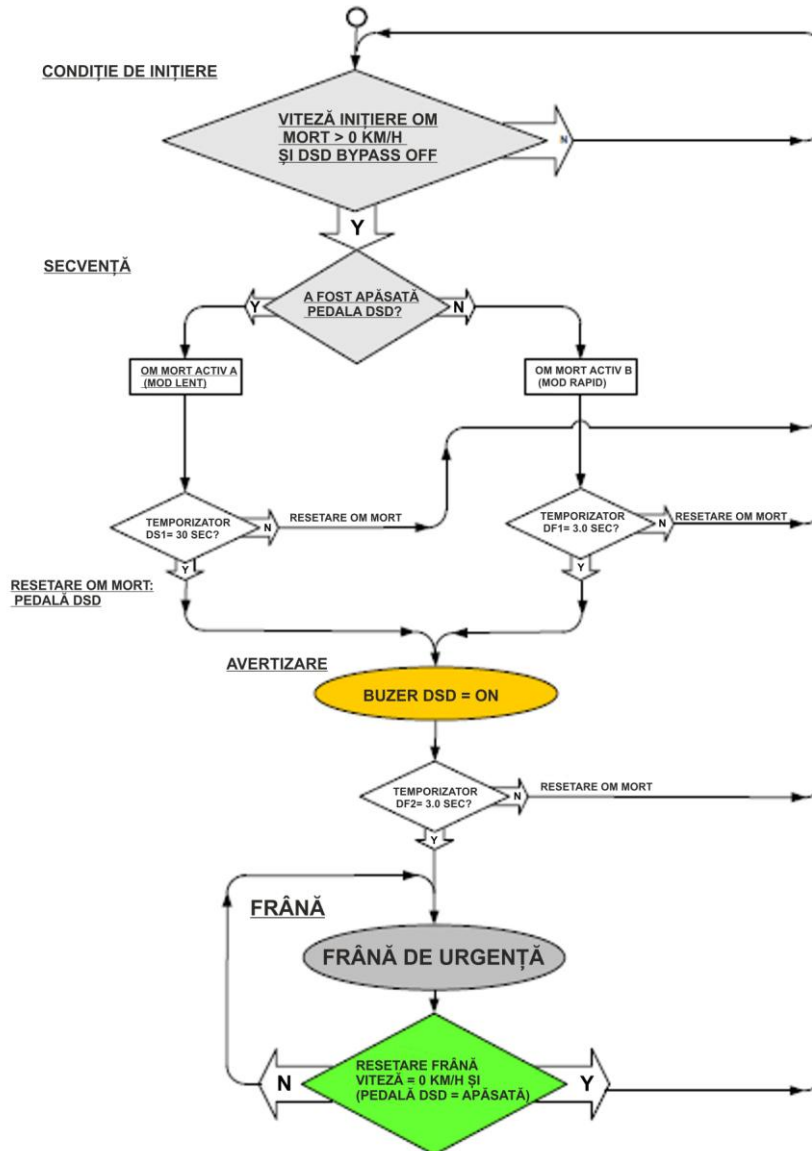 CONDIȚIE DE INIȚIERE
VITEZĂ INIȚIERE OM
MORT > 0 KM/H
ȘI DSD BYPASS OFF
N
Y
SECVENȚĂ
A FOST APĂSATĂ
PEDALA DSD?
Y
N
OM MORT ACTIV A
(MOD LENT)
OM MORT ACTIV B
(MOD RAPID)
TEMPORIZATOR
DS1= 30 SEC?
N
RESETARE OM MORT
Y
TEMPORIZATOR
DF1= 3.0 SEC?
N
RESETARE OM MORT
Y
RESETARE OM MORT:
PEDALĂ DSD
AVERTIZARE
BUZER DSD = ON
TEMPORIZATOR
DF2= 3.0 SEC?
N
RESETARE OM MORT
Y
FRÂNĂ
FRÂNĂ DE URGENȚĂ
RESETARE FRÂNĂ
VITEZĂ = 0 KM/H ȘI
(PEDALĂ DSD = APĂSATĂ)
N
Y